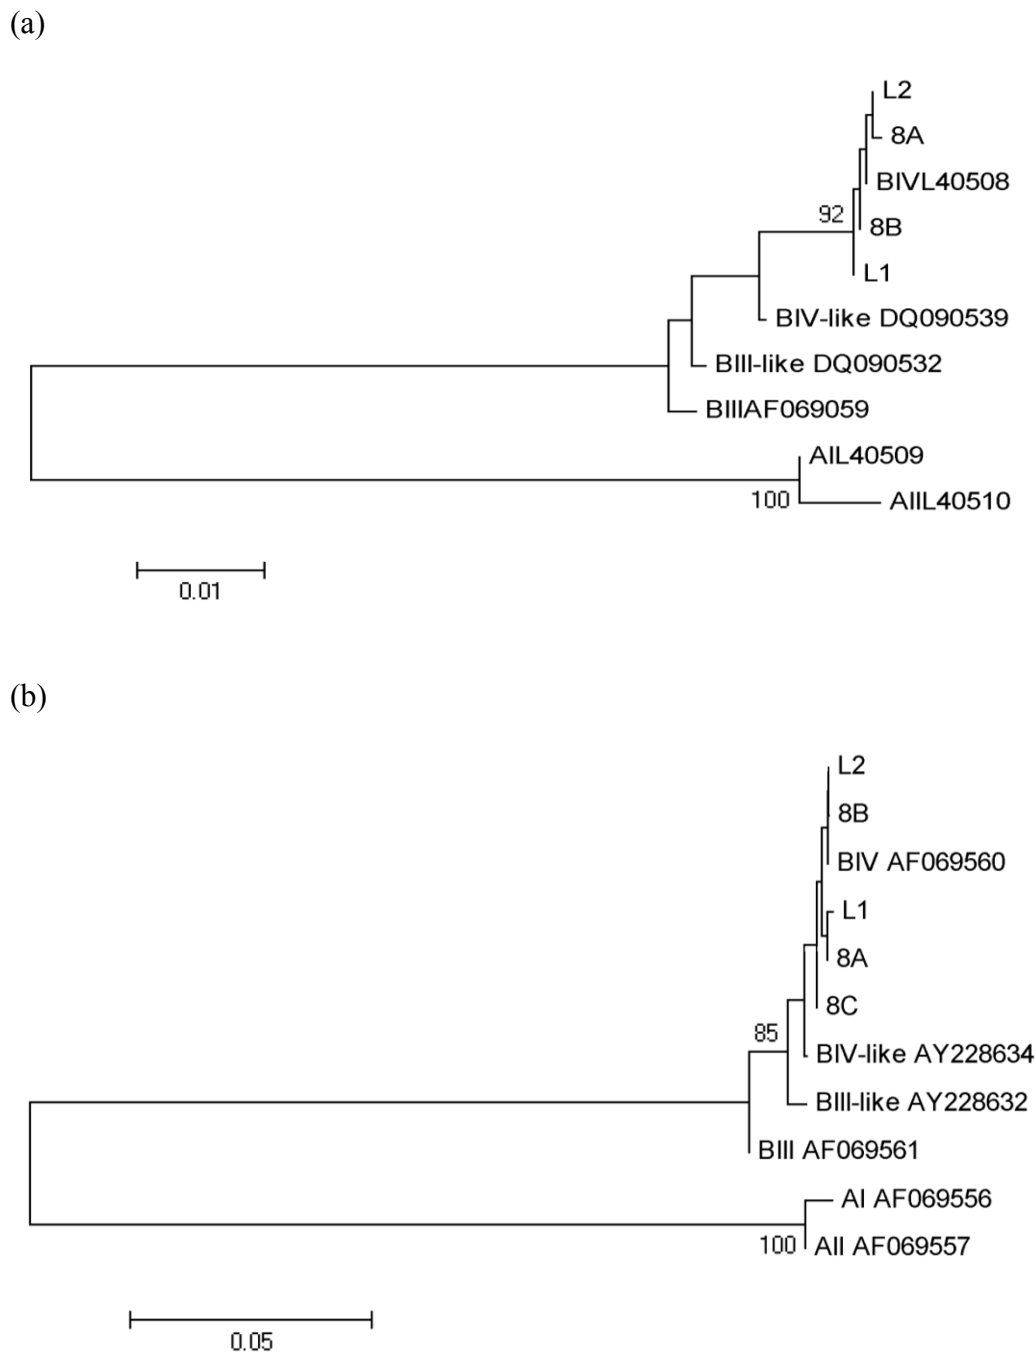 (a)
L2
8A
BIVL40508
92
8B
L1
BIV-like DQ090539
BIII-like DQ090532
BIIIAF069059
AIL40509
100
AIIL40510
0.01
(b)
L2
8B
BIV AF069560
L1
8A
8C
85
BIV-like AY228634
BIII-like AY228632
BIII AF069561
AI AF069556
100
AII AF069557
0.05